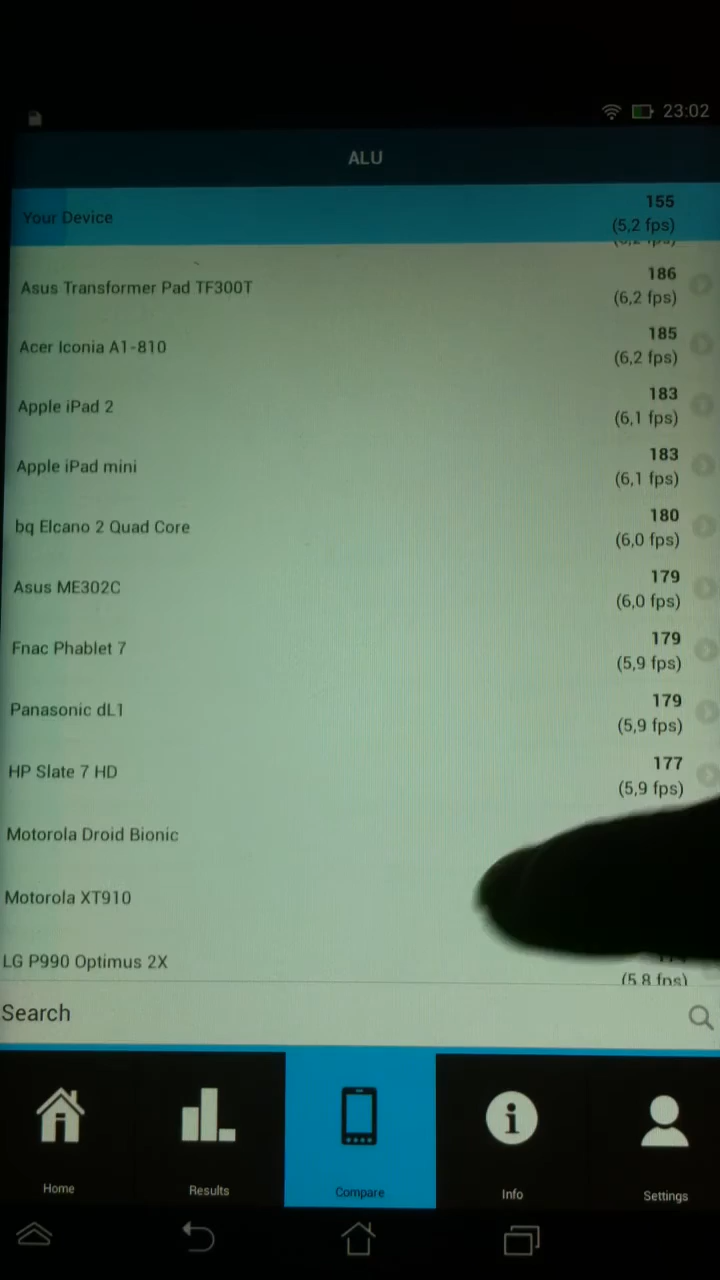 23:02
ALU
Your Device
155
(5,2 fps)
Asus Transformer Pad TF300T
186
(6,2 fps)
Acer Iconia A1-810
185
(6,2 fps)
Apple iPad 2
183
(6,1 fps)
Apple iPad mini
183
(6,1 fps)
bq Elcano 2 Quad Core
180
(6,0 fps)
Asus ME302C
179
(6,0 fps)
Fnac Phablet 7
179
(5,9 fps)
Panasonic dL1
179
(5,9 fps)
HP Slate 7 HD
177
(5,9 fps)
Motorola Droid Bionic
Motorola XT910
LG P990 Optimus 2X
(5,8 fps)
Search
Home
Results
Compare
Info
Settings